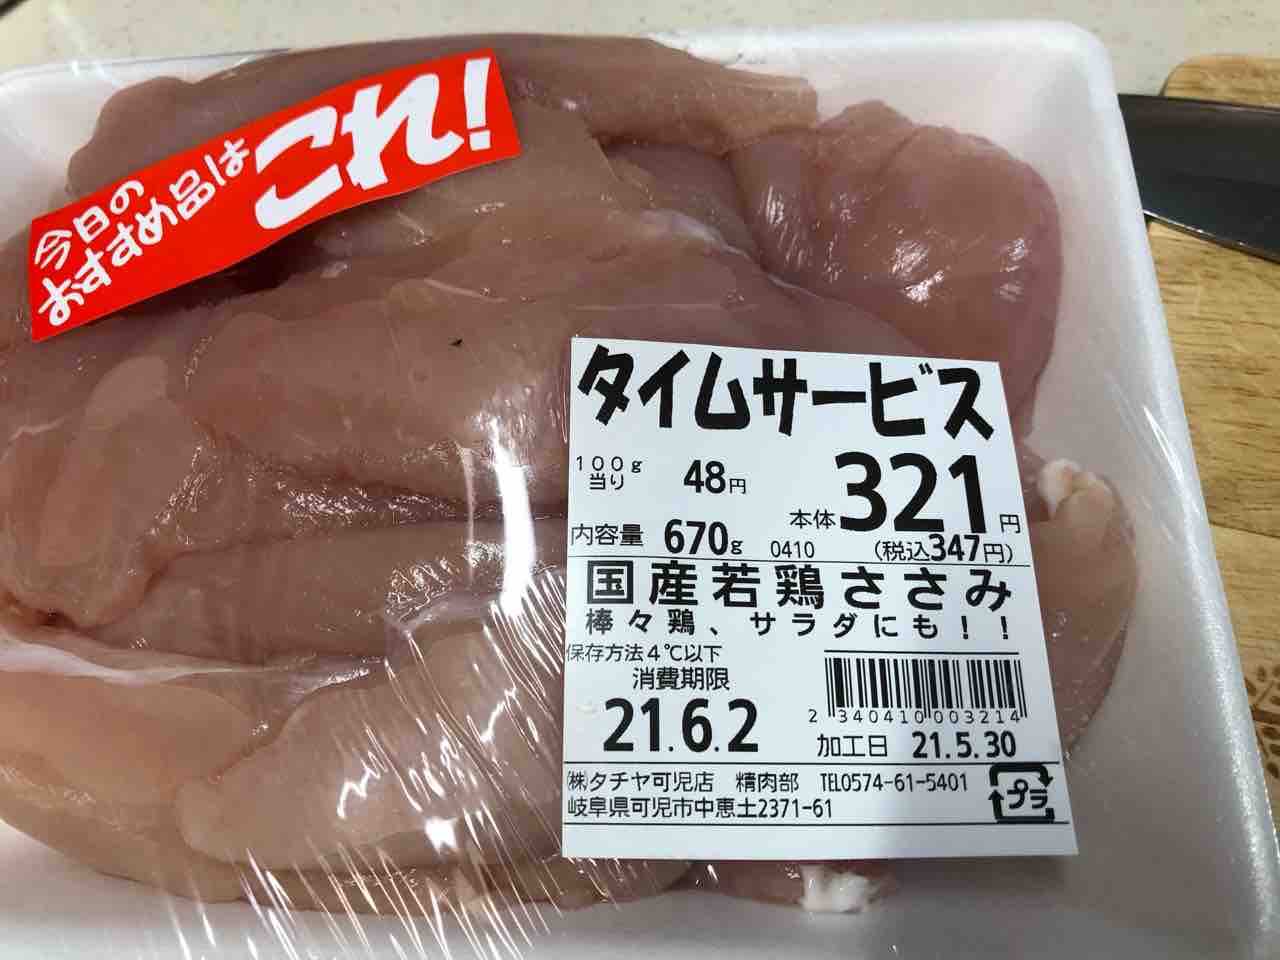 今日の
おすすめ品は
これ!
タイムサービス
100g
当り
48円
本体321円
内容量 670g 0410 (税込347円)
国産若鶏ささみ
棒々鶏、サラダにも!!
保存方法4℃以下
消費期限
21.6.2
2 340410 003214
加工日 21.5.30
(株)タチヤ可児店 精肉部 TEL0574-61-5401
岐阜県可児市中恵土2371-61
プラ